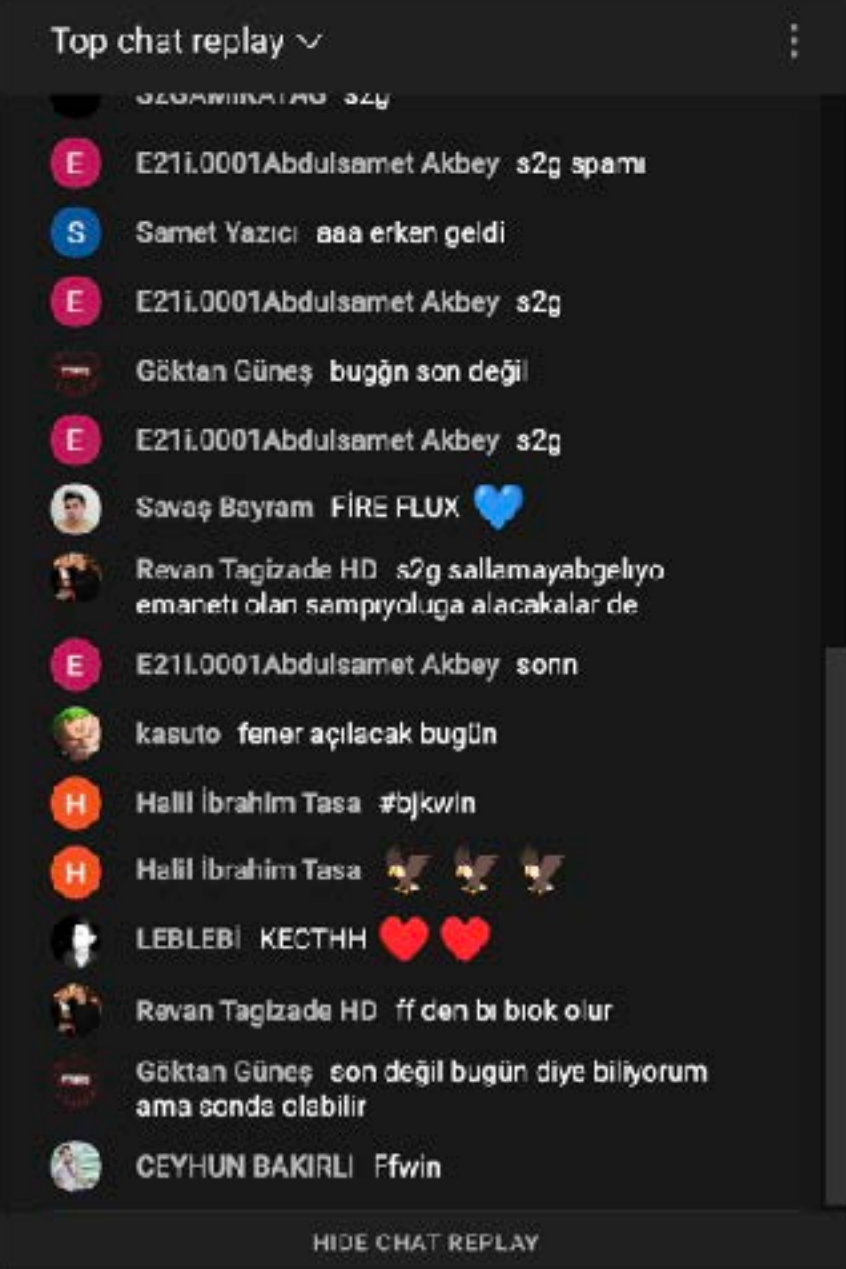 Top chat replay
S2GAMIKATAG s2g
E E21i.0001Abdulsamet Akbey s2g spamı
S Samet Yazıcı aaa erken geldi
E E21i.0001Abdulsamet Akbey s2g
Göktan Güneş bugğn son değil
E E21i.0001Abdulsamet Akbey s2g
Savaş Bayram FİRE FLUX 💙
Revan Tagizade HD s2g sallamayabgelıyo
emanetı olan sampıyoluga alacakalar de
E E21i.0001Abdulsamet Akbey sonn
kasuto fener açılacak bugün
H Halil İbrahim Tasa #bjkwin
H Halil İbrahim Tasa 🦅 🦅 🦅
LEBLEBİ KECTHH ❤️ ❤️
Revan Tagizade HD ff den bı bıok olur
Göktan Güneş son değil bugün diye biliyorum
ama sonda olabilir
CEYHUN BAKIRLI Ffwin
HIDE CHAT REPLAY